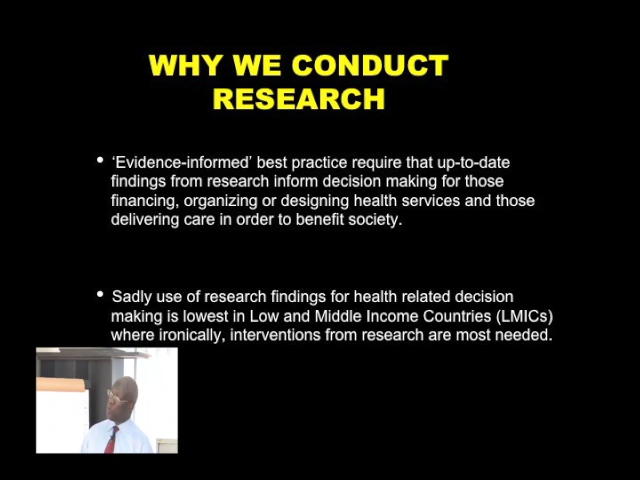 WHY WE CONDUCT
RESEARCH
• ‘Evidence-informed’ best practice require that up-to-date
findings from research inform decision making for those
financing, organizing or designing health services and those
delivering care in order to benefit society.
• Sadly use of research findings for health related decision
making is lowest in Low and Middle Income Countries (LMICs)
where ironically, interventions from research are most needed.